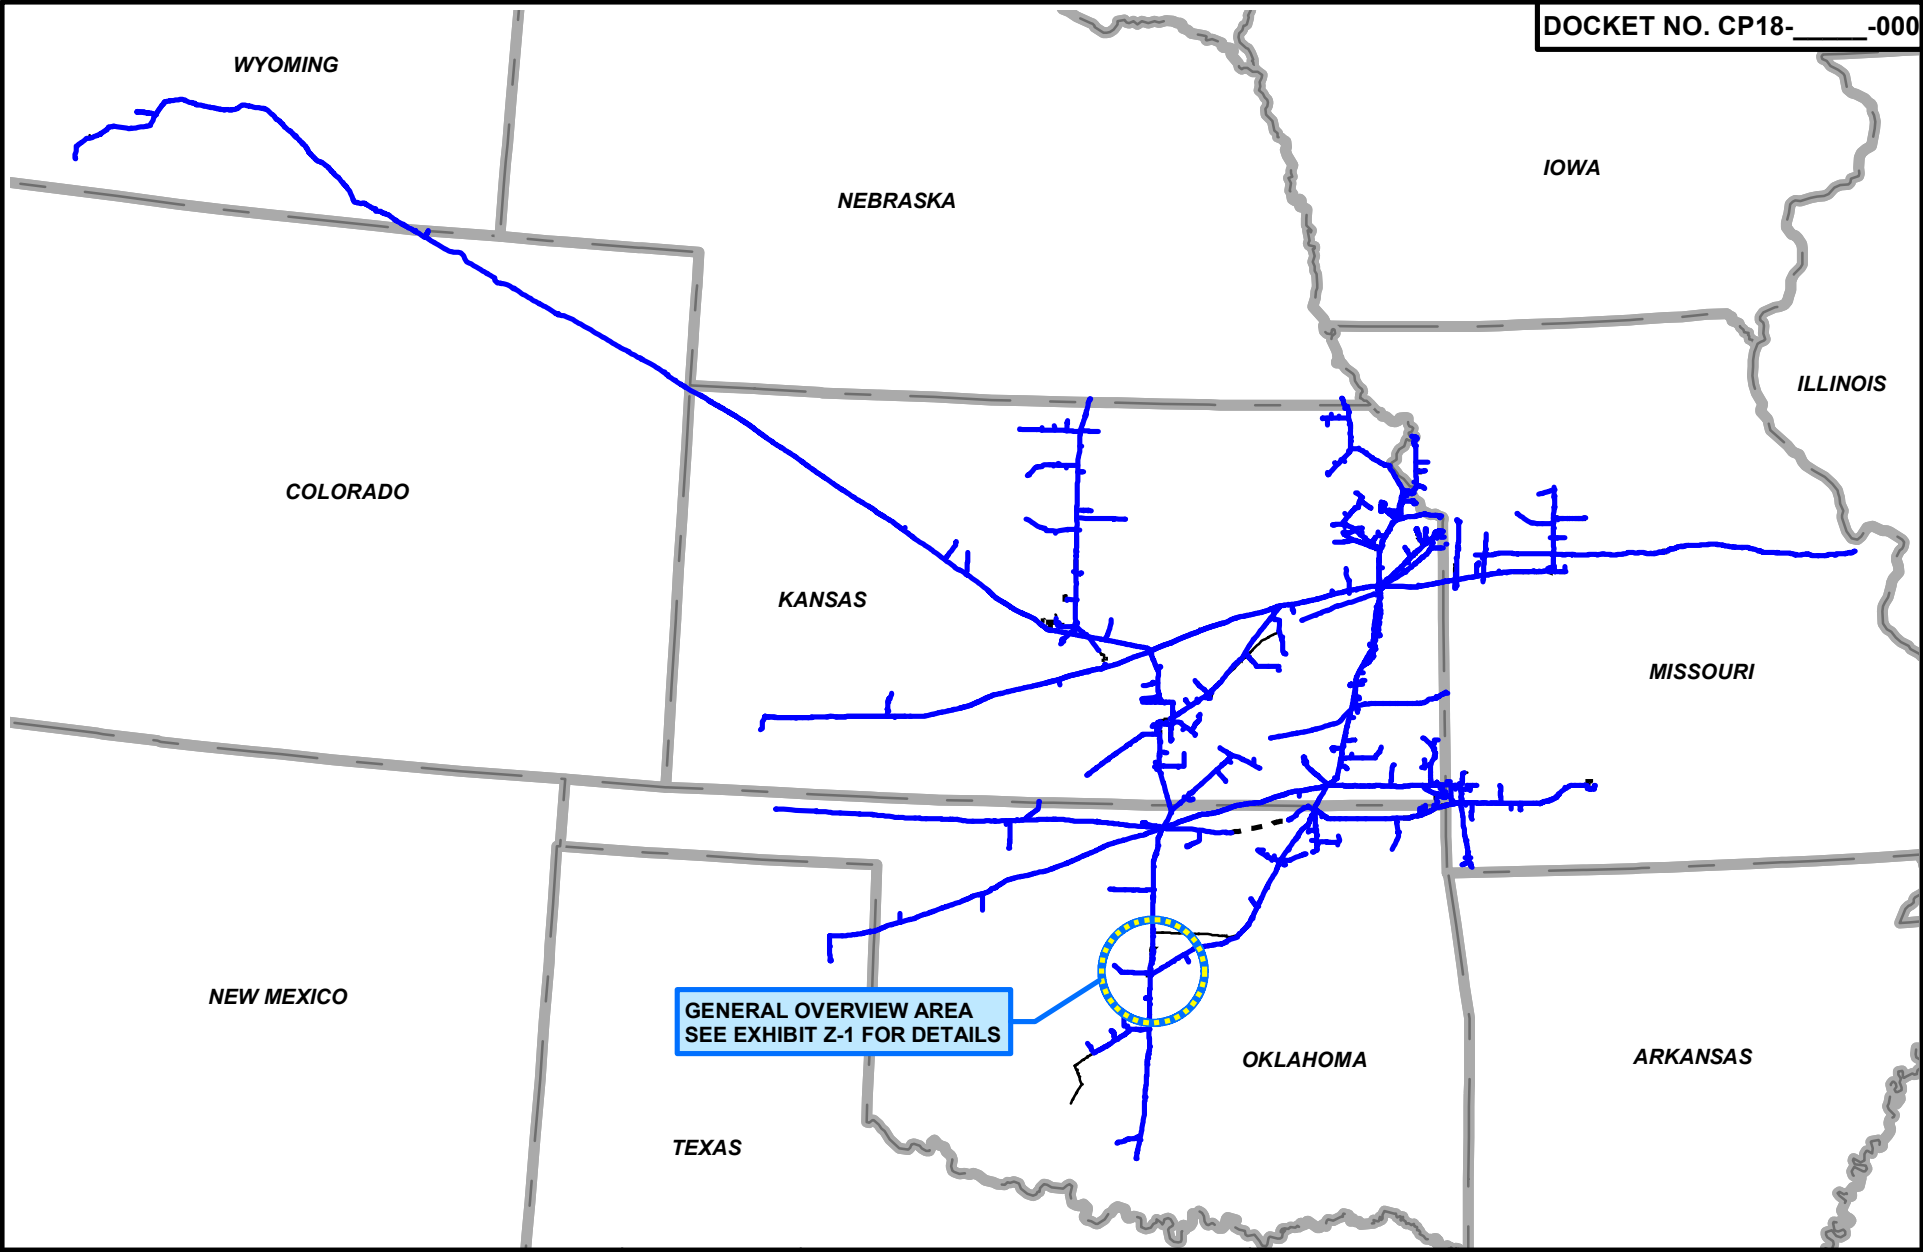 DOCKET NO. CP18-_____-000
WYOMING
IOWA
NEBRASKA
ILLINOIS
COLORADO
KANSAS
MISSOURI
NEW MEXICO
GENERAL OVERVIEW AREA
SEE EXHIBIT Z-1 FOR DETAILS
OKLAHOMA
ARKANSAS
TEXAS